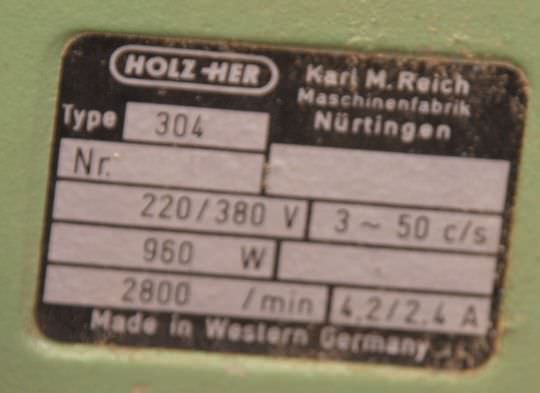 HOLZ-HER
Karl M. Reich
Maschinenfabrik
Nürtingen
Type 304
Nr.
220/380 V 3~ 50 c/s
960 W
2800 /min 4,2/2,4 A
Made in Western Germany